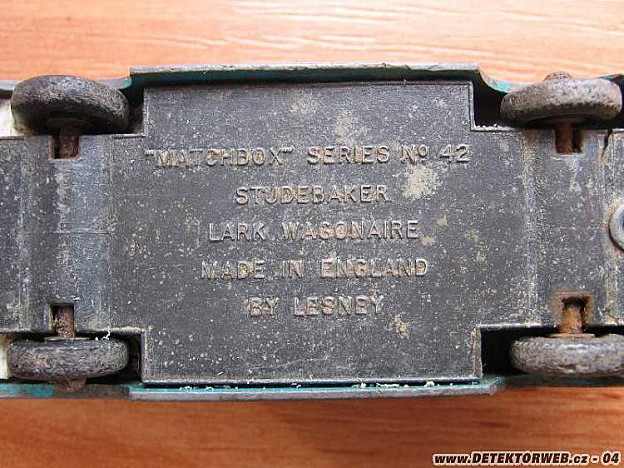 "MATCHBOX" SERIES Nº 42
STUDEBAKER
LARK WAGONAIRE
MADE IN ENGLAND
BY LESNEY
www.DETEKTORWEB.cz - 04